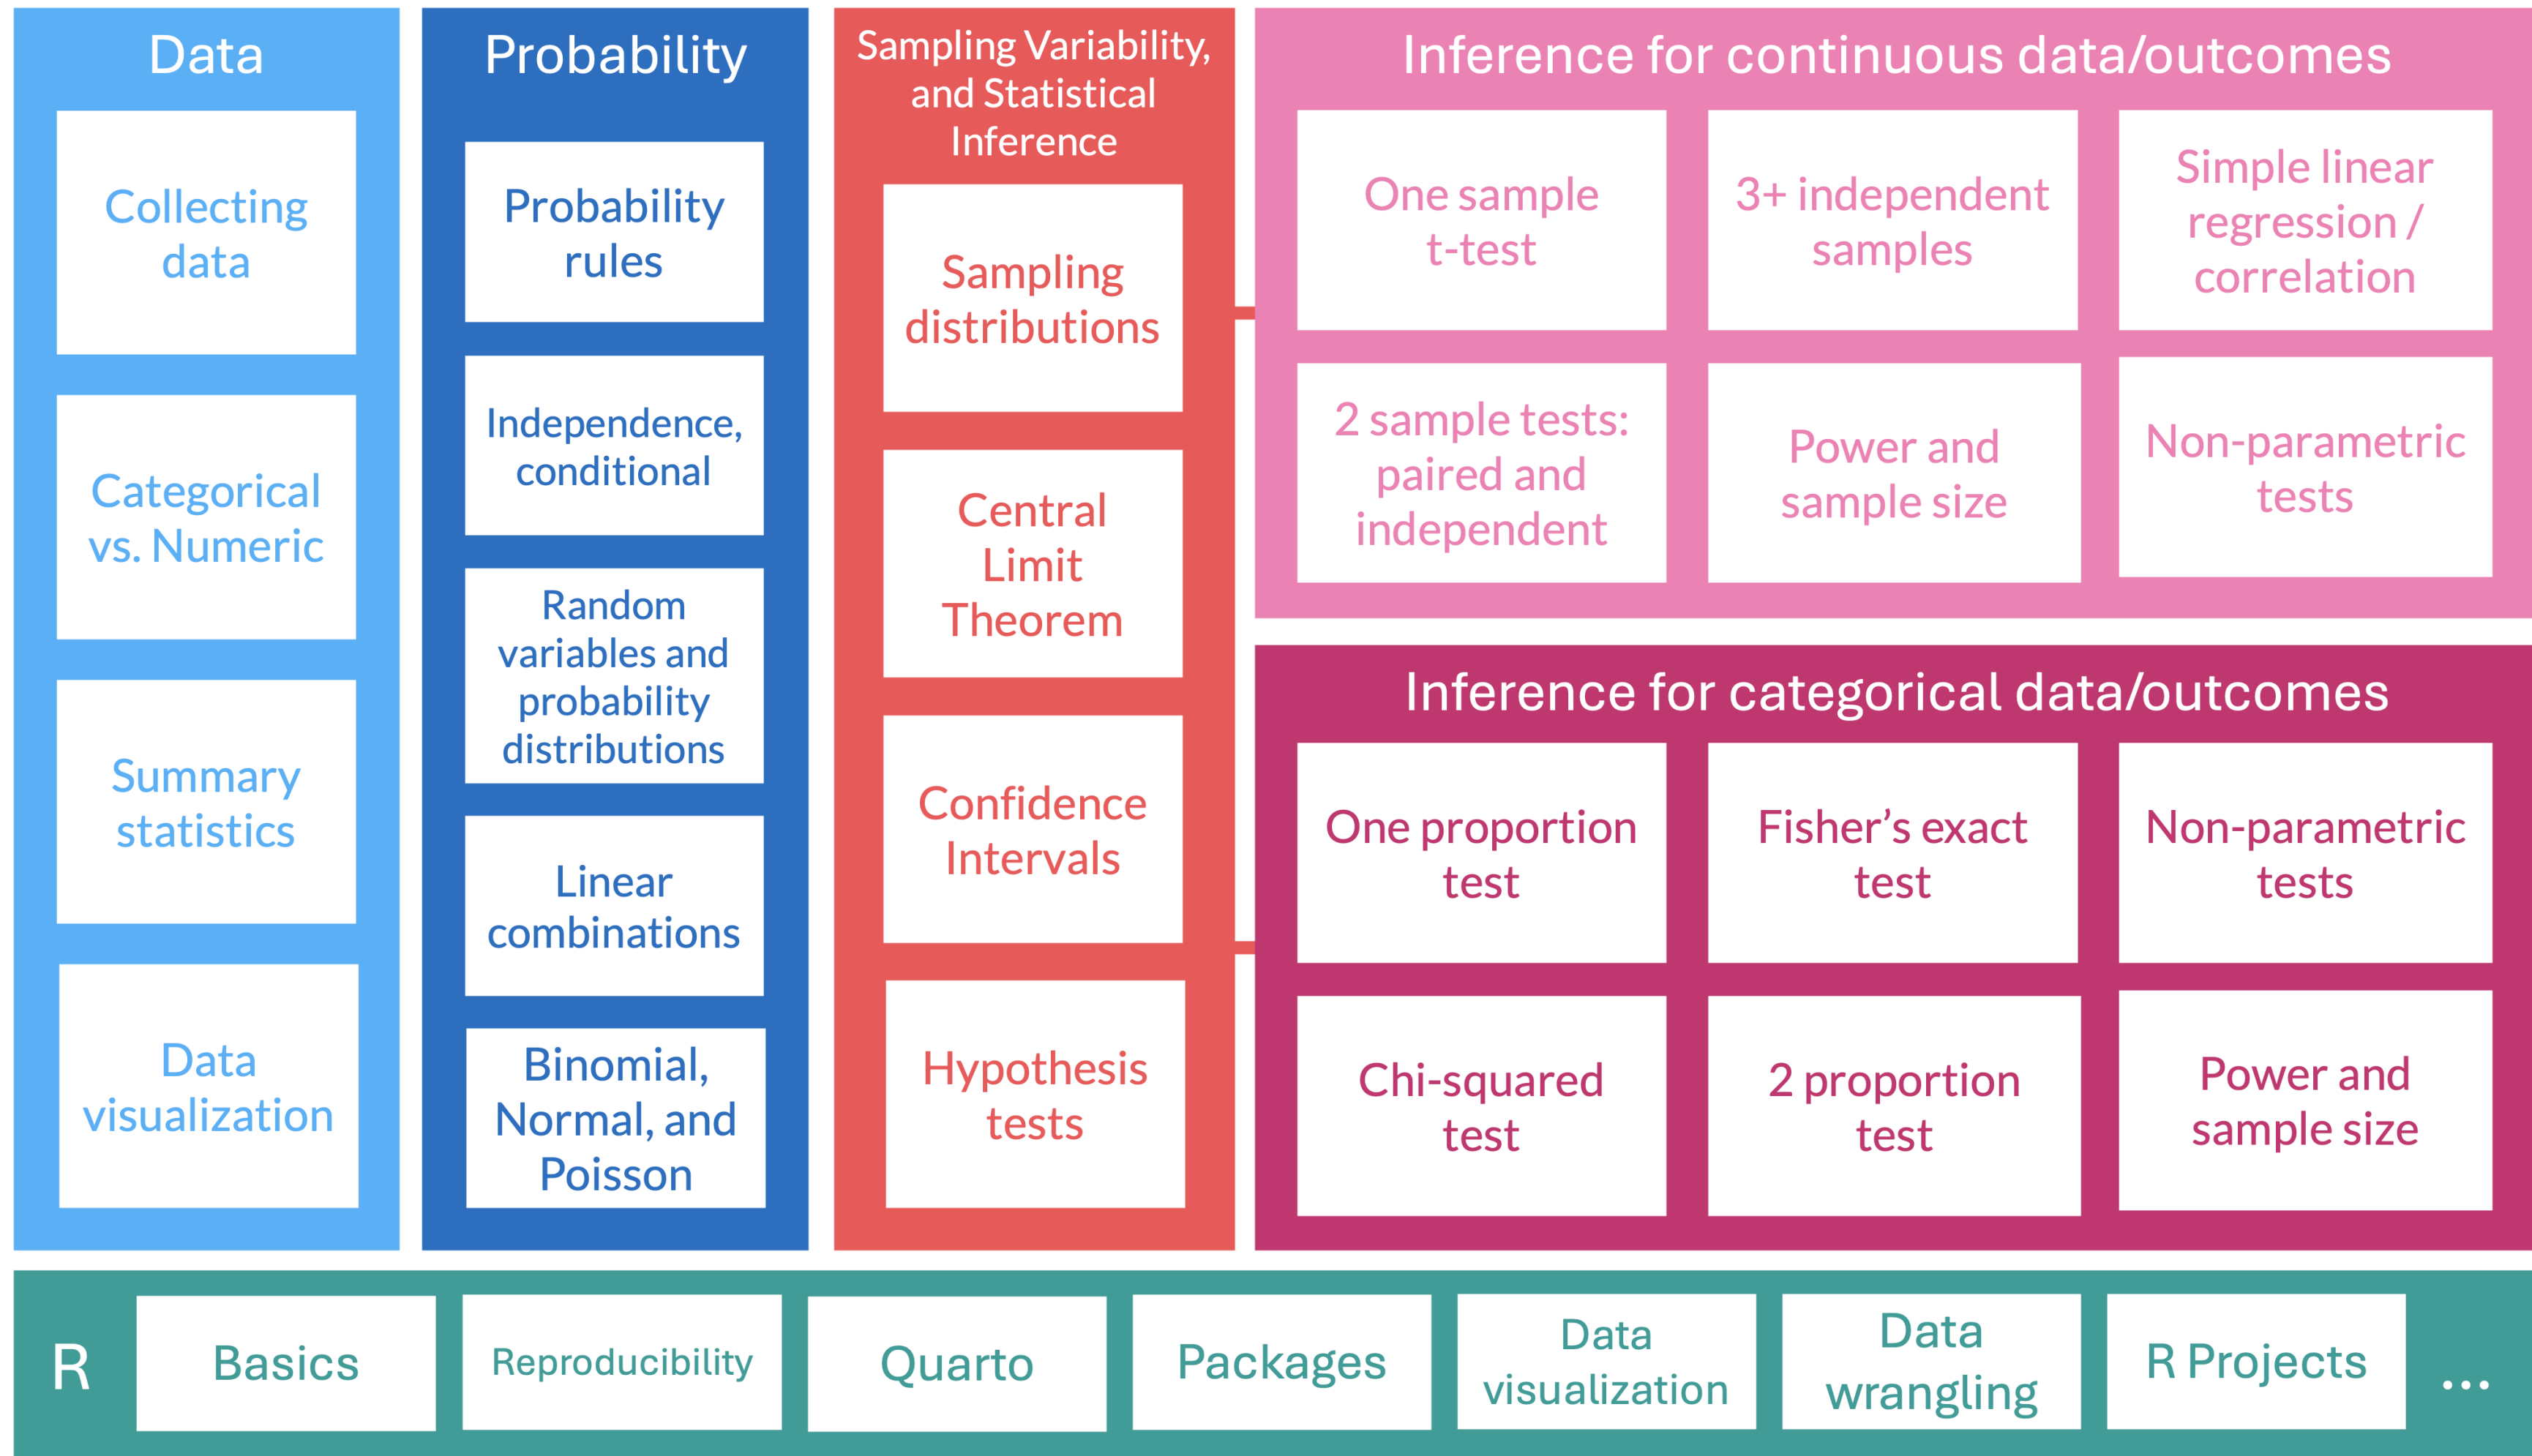 Data
Collecting
data
Categorical
vs. Numeric
Summary
statistics
Data
visualization
Probability
Probability
rules
Independence,
conditional
Random
variables and
probability
distributions
Linear
combinations
Binomial,
Normal, and
Poisson
Sampling Variability,
and Statistical
Inference
Sampling
distributions
Central
Limit
Theorem
Confidence
Intervals
Hypothesis
tests
Inference for continuous data/outcomes
One sample
t-test
3+ independent
samples
Simple linear
regression /
correlation
2 sample tests:
paired and
independent
Power and
sample size
Non-parametric
tests
Inference for categorical data/outcomes
One proportion
test
Fisher’s exact
test
Non-parametric
tests
Chi-squared
test
2 proportion
test
Power and
sample size
R
Basics
Reproducibility
Quarto
Packages
Data
visualization
Data
wrangling
R Projects
...